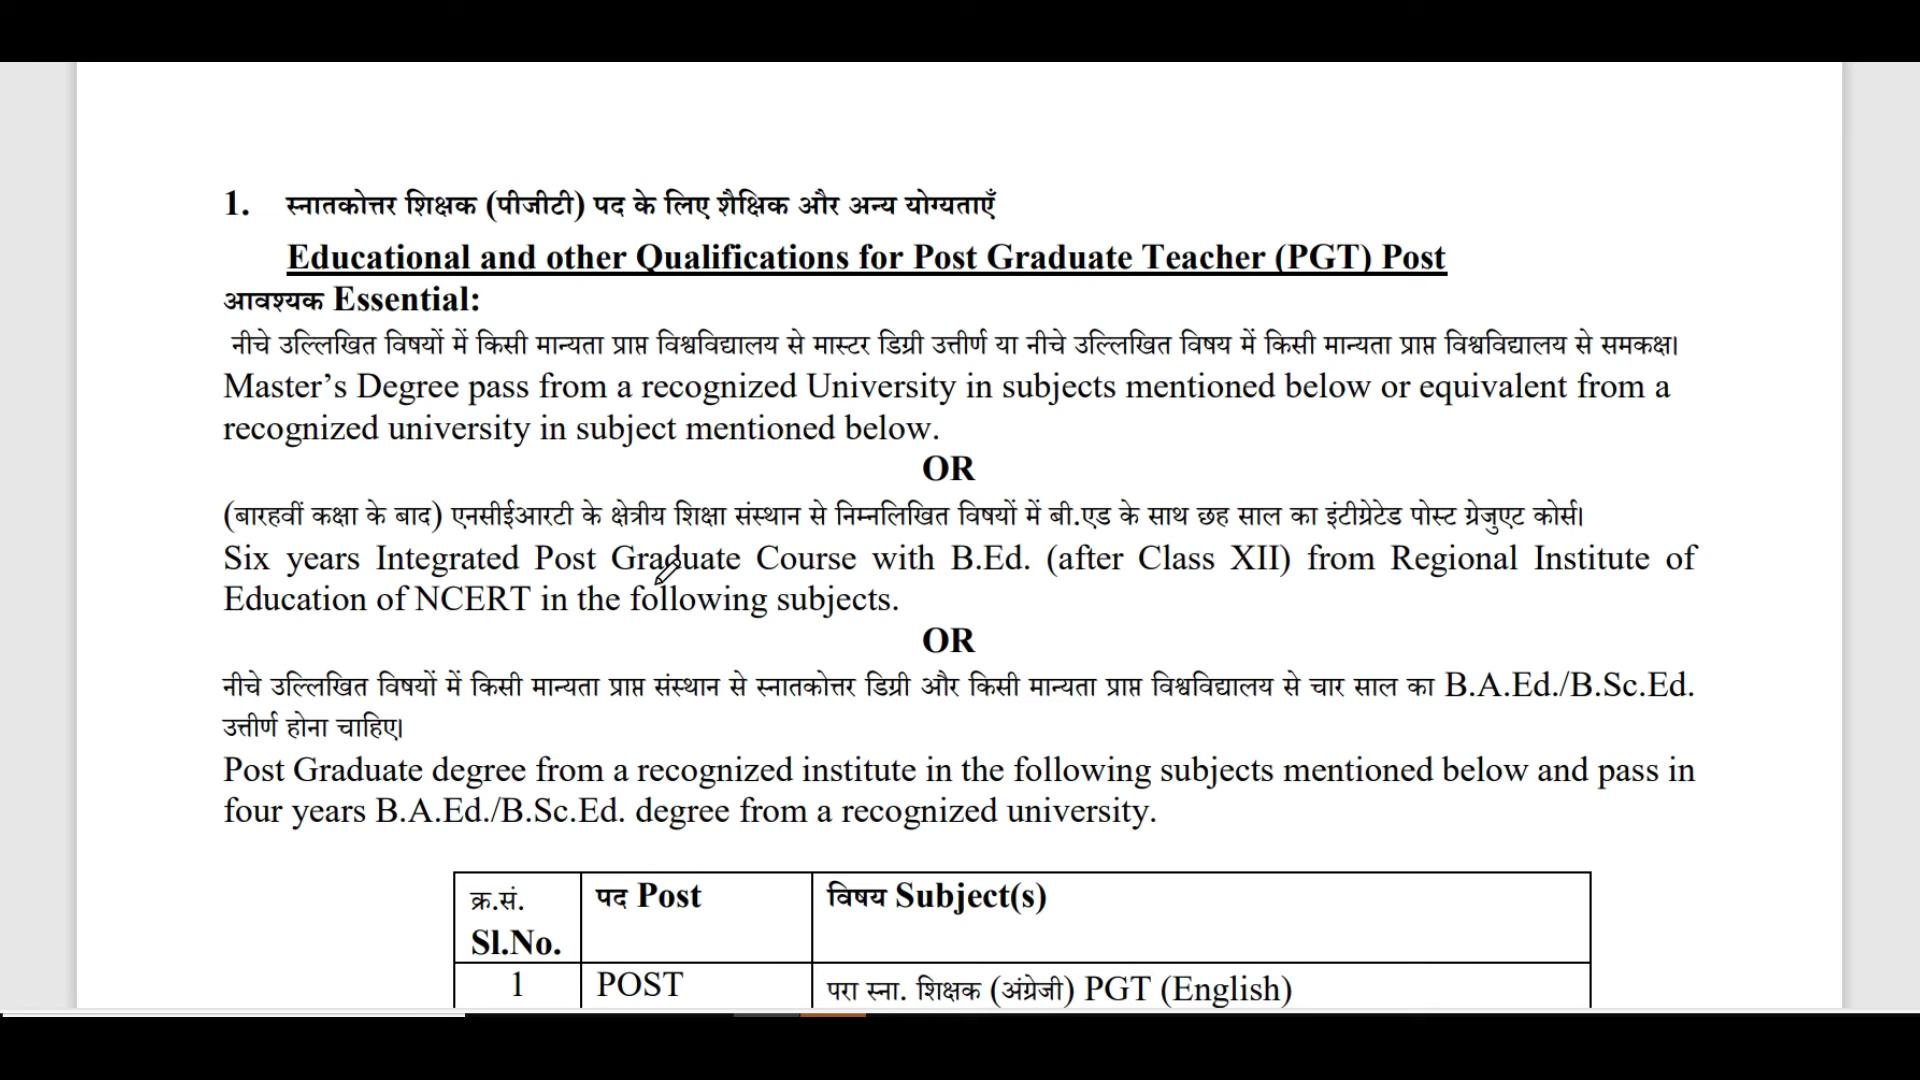 1. स्नातकोत्तर शिक्षक (पीजीटी) पद के लिए शैक्षिक और अन्य योग्यताएँ
Educational and other Qualifications for Post Graduate Teacher (PGT) Post
आवश्यक Essential:
नीचे उल्लिखित विषयों में किसी मान्यता प्राप्त विश्वविद्यालय से मास्टर डिग्री उत्तीर्ण या नीचे उल्लिखित विषय में किसी मान्यता प्राप्त विश्वविद्यालय से समकक्ष।
Master’s Degree pass from a recognized University in subjects mentioned below or equivalent from a
recognized university in subject mentioned below.
OR
(बारहवीं कक्षा के बाद) एनसीईआरटी के क्षेत्रीय शिक्षा संस्थान से निम्नलिखित विषयों में बी.एड के साथ छह साल का इंटीग्रेटेड पोस्ट ग्रेजुएट कोर्स।
Six years Integrated Post Graduate Course with B.Ed. (after Class XII) from Regional Institute of
Education of NCERT in the following subjects.
OR
नीचे उल्लिखित विषयों में किसी मान्यता प्राप्त संस्थान से स्नातकोत्तर डिग्री और किसी मान्यता प्राप्त विश्वविद्यालय से चार साल का B.A.Ed./B.Sc.Ed.
उत्तीर्ण होना चाहिए।
Post Graduate degree from a recognized institute in the following subjects mentioned below and pass in
four years B.A.Ed./B.Sc.Ed. degree from a recognized university.
क्र.सं. पद Post विषय Subject(s)
Sl.No.
1 POST परा स्ना. शिक्षक (अंग्रेजी) PGT (English)